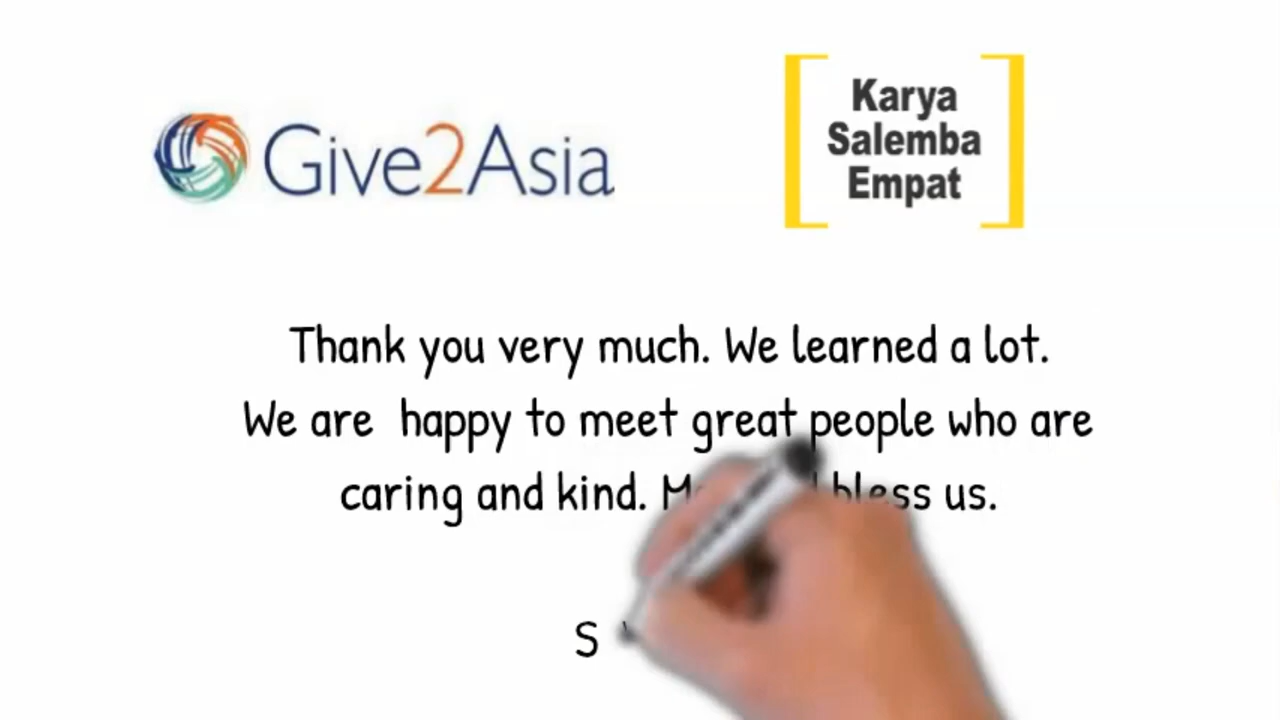 Give2Asia
Karya
Salemba
Empat
Thank you very much. We learned a lot.
We are happy to meet great people who are
caring and kind. bless us.
S